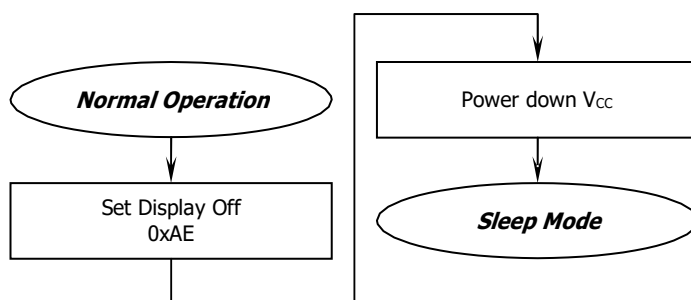 Normal Operation
Set Display Off
0xAE
Power down VCC
Sleep Mode